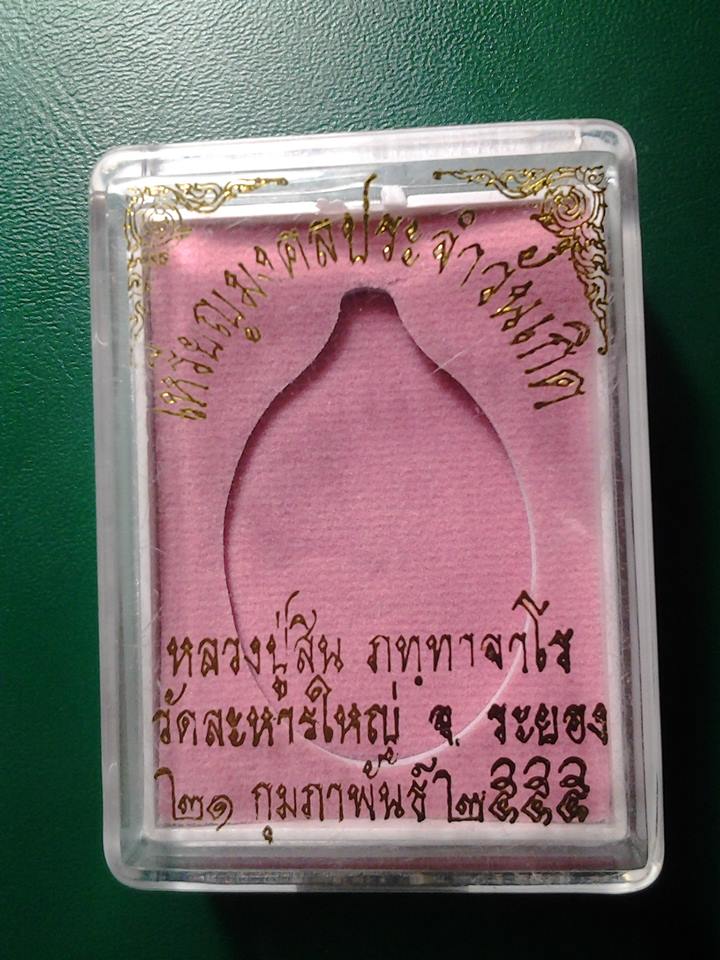 เหรียญมงคลประจำวันเกิด
หลวงปู่สิน ภทฺทาจาโร
วัดละหารใหญ่ จ. ระยอง
๒๑ กุมภาพันธ์ ๒๕๕๕